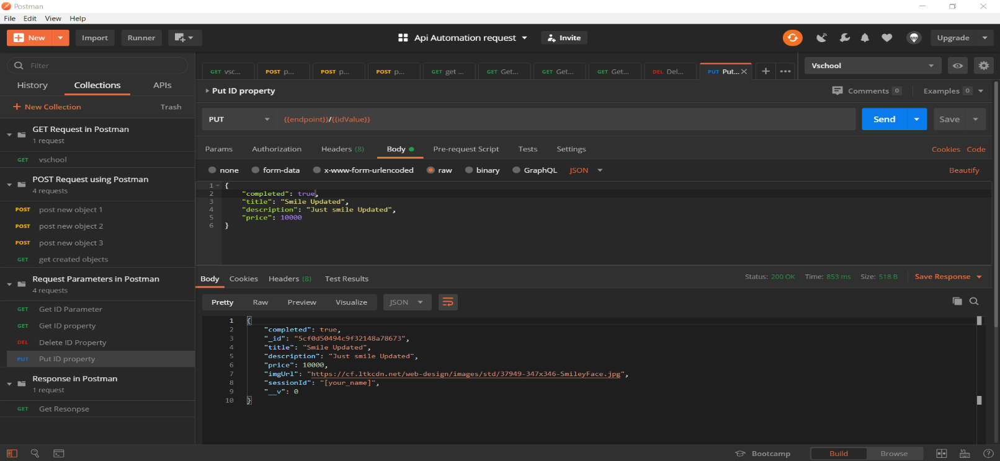 Postman
File Edit View Help
New Import Runner Api Automation request Invite Upgrade
Filter
History Collections APIs
New Collection Trash
GET Request in Postman
1 request
GET vschool
POST Request using Postman
4 requests
POST post new object 1
POST post new object 2
POST post new object 3
GET get created objects
Request Parameters in Postman
4 requests
GET Get ID Parameter
GET Get ID property
DEL Delete ID Property
PUT Put ID property
Response in Postman
1 request
GET Get Resonpse
GET vsc... POST p... POST p... POST p... GET get ... GET Get... GET Get... GET Get... DEL Del... PUT Put... Vschool
Put ID property Comments 0 Examples 0
PUT {{endpoint}}/{{idValue}} Send Save
Params Authorization Headers (8) Body Pre-request Script Tests Settings Cookies Code
none form-data x-www-form-urlencoded raw binary GraphQL JSON Beautify
1 {
2 "completed": true,
3 "title": "Smile Updated",
4 "description": "Just smile Updated",
5 "price": 10000
6 }
Body Cookies Headers (8) Test Results Status: 200 OK Time: 853 ms Size: 518 B Save Response
Pretty Raw Preview Visualize JSON
1 {
2 "completed": true,
3 "_id": "5cf0d50494c9f32148a78673",
4 "title": "Smile Updated",
5 "description": "Just smile Updated",
6 "price": 10000,
7 "imgUrl": "https://cf.ltkcdn.net/web-design/images/std/37949-347x346-SmileyFace.jpg",
8 "sessionId": "[your_name]",
9 "__v": 0
10 }
Bootcamp Build Browse